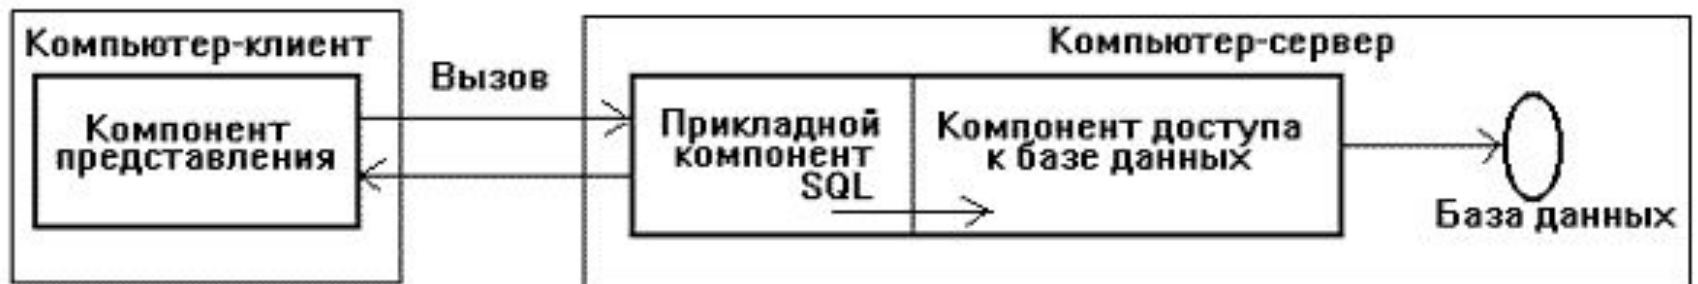 Компьютер-клиент
Компонент
представления
Вызов
Компьютер-сервер
Прикладной
компонент
SQL
Компонент доступа
к базе данных
База данных